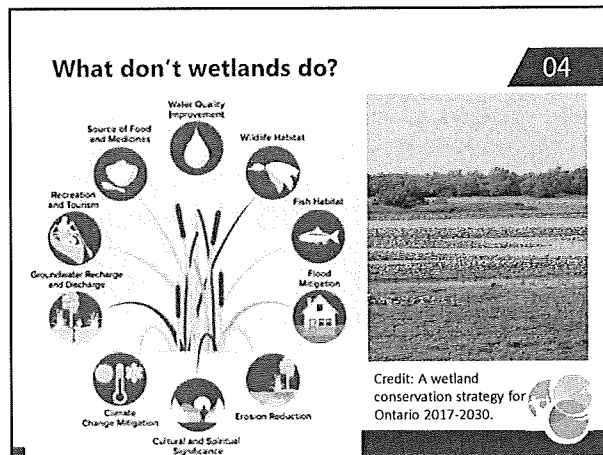 What don't wetlands do?
04
Water Quality
Improvement
Source of Food
and Medicines
Wildlife Habitat
Recreation
and Tourism
Fish Habitat
Groundwater Recharge
and Discharge
Flood
Mitigation
Climate
Change Mitigation
Erosion Reduction
Cultural and Spiritual
Significance
Credit: A wetland
conservation strategy for
Ontario 2017-2030.